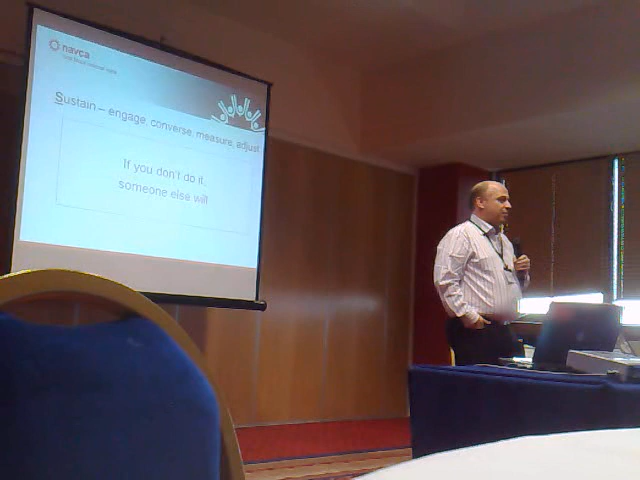 navca
Sustain – engage, converse, measure, adjust
If you don't do it,
someone else will